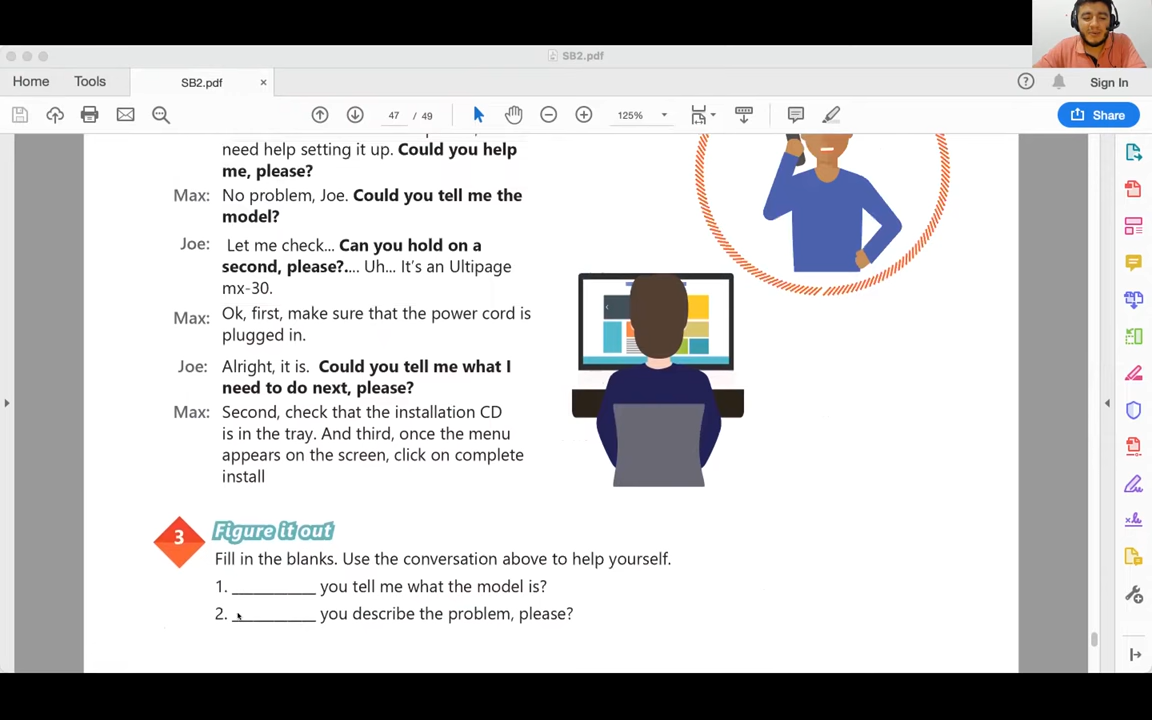 SB2.pdf
Home Tools SB2.pdf × Sign In
47 / 49 125% Share
need help setting it up. Could you help
me, please?
Max: No problem, Joe. Could you tell me the
model?
Joe: Let me check... Can you hold on a
second, please?.... Uh... It's an Ultipage
mx-30.
Max: Ok, first, make sure that the power cord is
plugged in.
Joe: Alright, it is. Could you tell me what I
need to do next, please?
Max: Second, check that the installation CD
is in the tray. And third, once the menu
appears on the screen, click on complete
install
3 Figure it out
Fill in the blanks. Use the conversation above to help yourself.
1. __________ you tell me what the model is?
2. __________ you describe the problem, please?